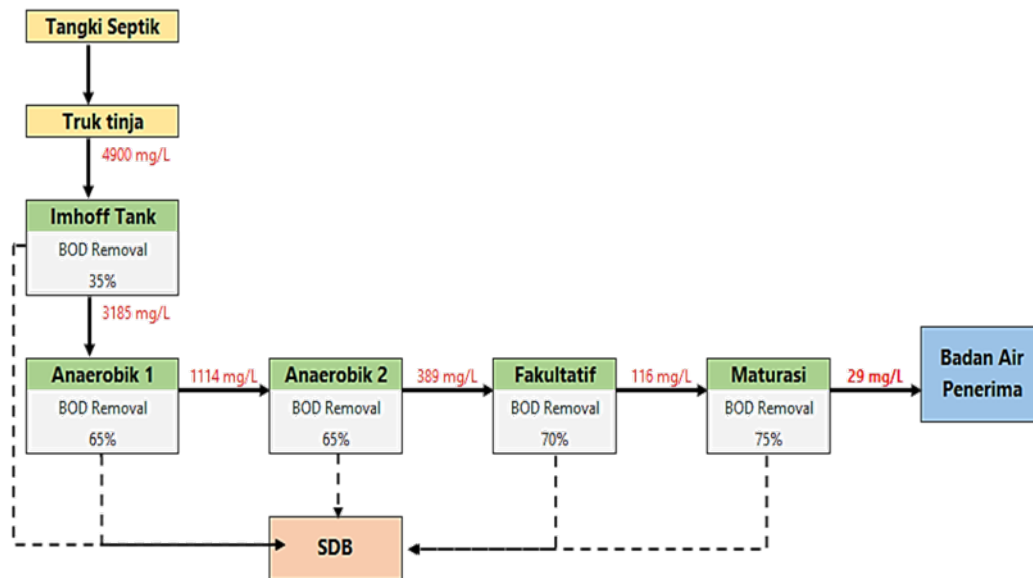 Tangki Septik
Truk tinja
4900 mg/L
Imhoff Tank
BOD Removal
35%
3185 mg/L
Anaerobik 1
BOD Removal
65%
1114 mg/L
Anaerobik 2
BOD Removal
65%
389 mg/L
Fakultatif
BOD Removal
70%
116 mg/L
Maturasi
BOD Removal
75%
29 mg/L
Badan Air
Penerima
SDB